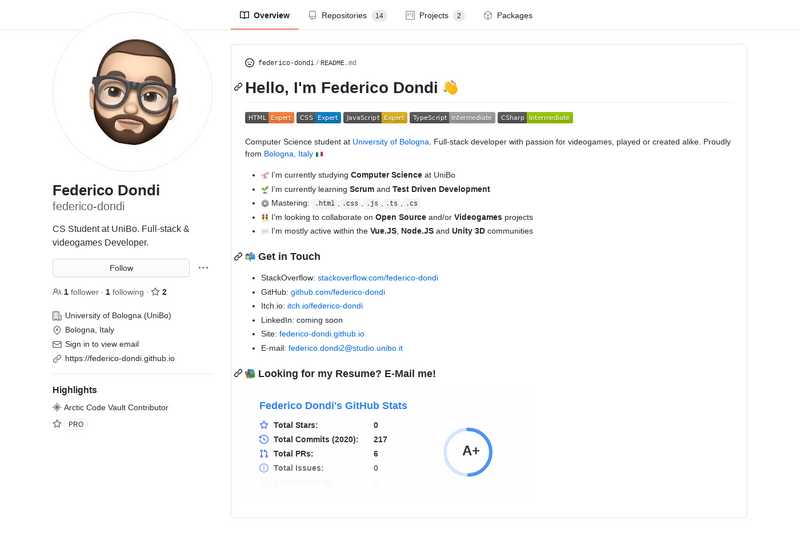 Overview
Repositories 14
Projects 2
Packages
Federico Dondi
federico-dondi
CS Student at UniBo. Full-stack &
videogames Developer.
Follow
1 follower · 1 following · 2
University of Bologna (UniBo)
Bologna, Italy
Sign in to view email
https://federico-dondi.github.io
Highlights
Arctic Code Vault Contributor
PRO
federico-dondi/README.md
Hello, I'm Federico Dondi 👋
HTML Expert CSS Expert JavaScript Expert TypeScript Intermediate CSharp Intermediate
Computer Science student at University of Bologna. Full-stack developer with passion for videogames, played or created alike. Proudly
from Bologna, Italy 🇮🇹
I'm currently studying Computer Science at UniBo
🌱 I'm currently learning Scrum and Test Driven Development
Mastering: .html, .css, .js, .ts, .cs
I'm looking to collaborate on Open Source and/or Videogames projects
I'm mostly active within the Vue.JS, Node.JS and Unity 3D communities
📬 Get in Touch
StackOverflow: stackoverflow.com/federico-dondi
GitHub: github.com/federico-dondi
Itch.io: itch.io/federico-dondi
LinkedIn: coming soon
Site: federico-dondi.github.io
E-mail: federico.dondi2@studio.unibo.it
Looking for my Resume? E-Mail me!
Federico Dondi's GitHub Stats
Total Stars: 0
Total Commits (2020): 217
Total PRs: 6
Total Issues: 0
A+